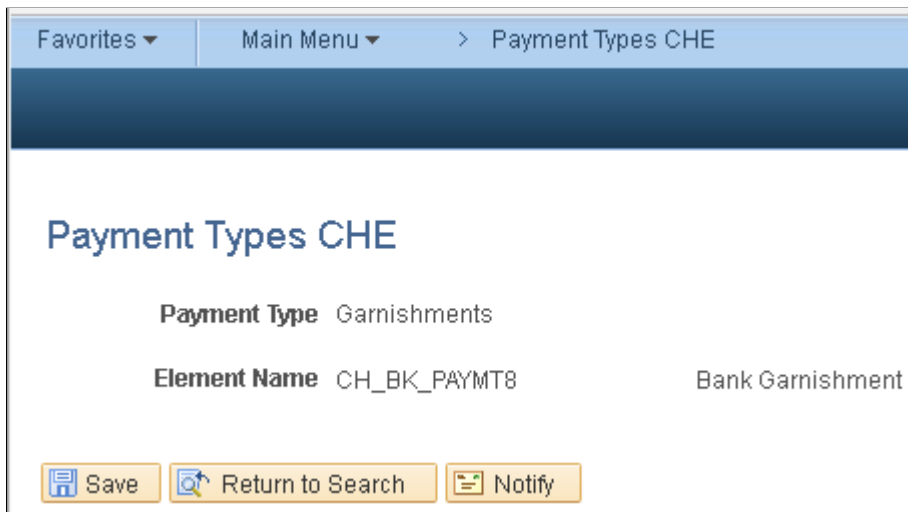 Favorites Main Menu > Payment Types CHE
Payment Types CHE
Payment Type Garnishments
Element Name CH_BK_PAYMT8 Bank Garnishment
Save Return to Search Notify